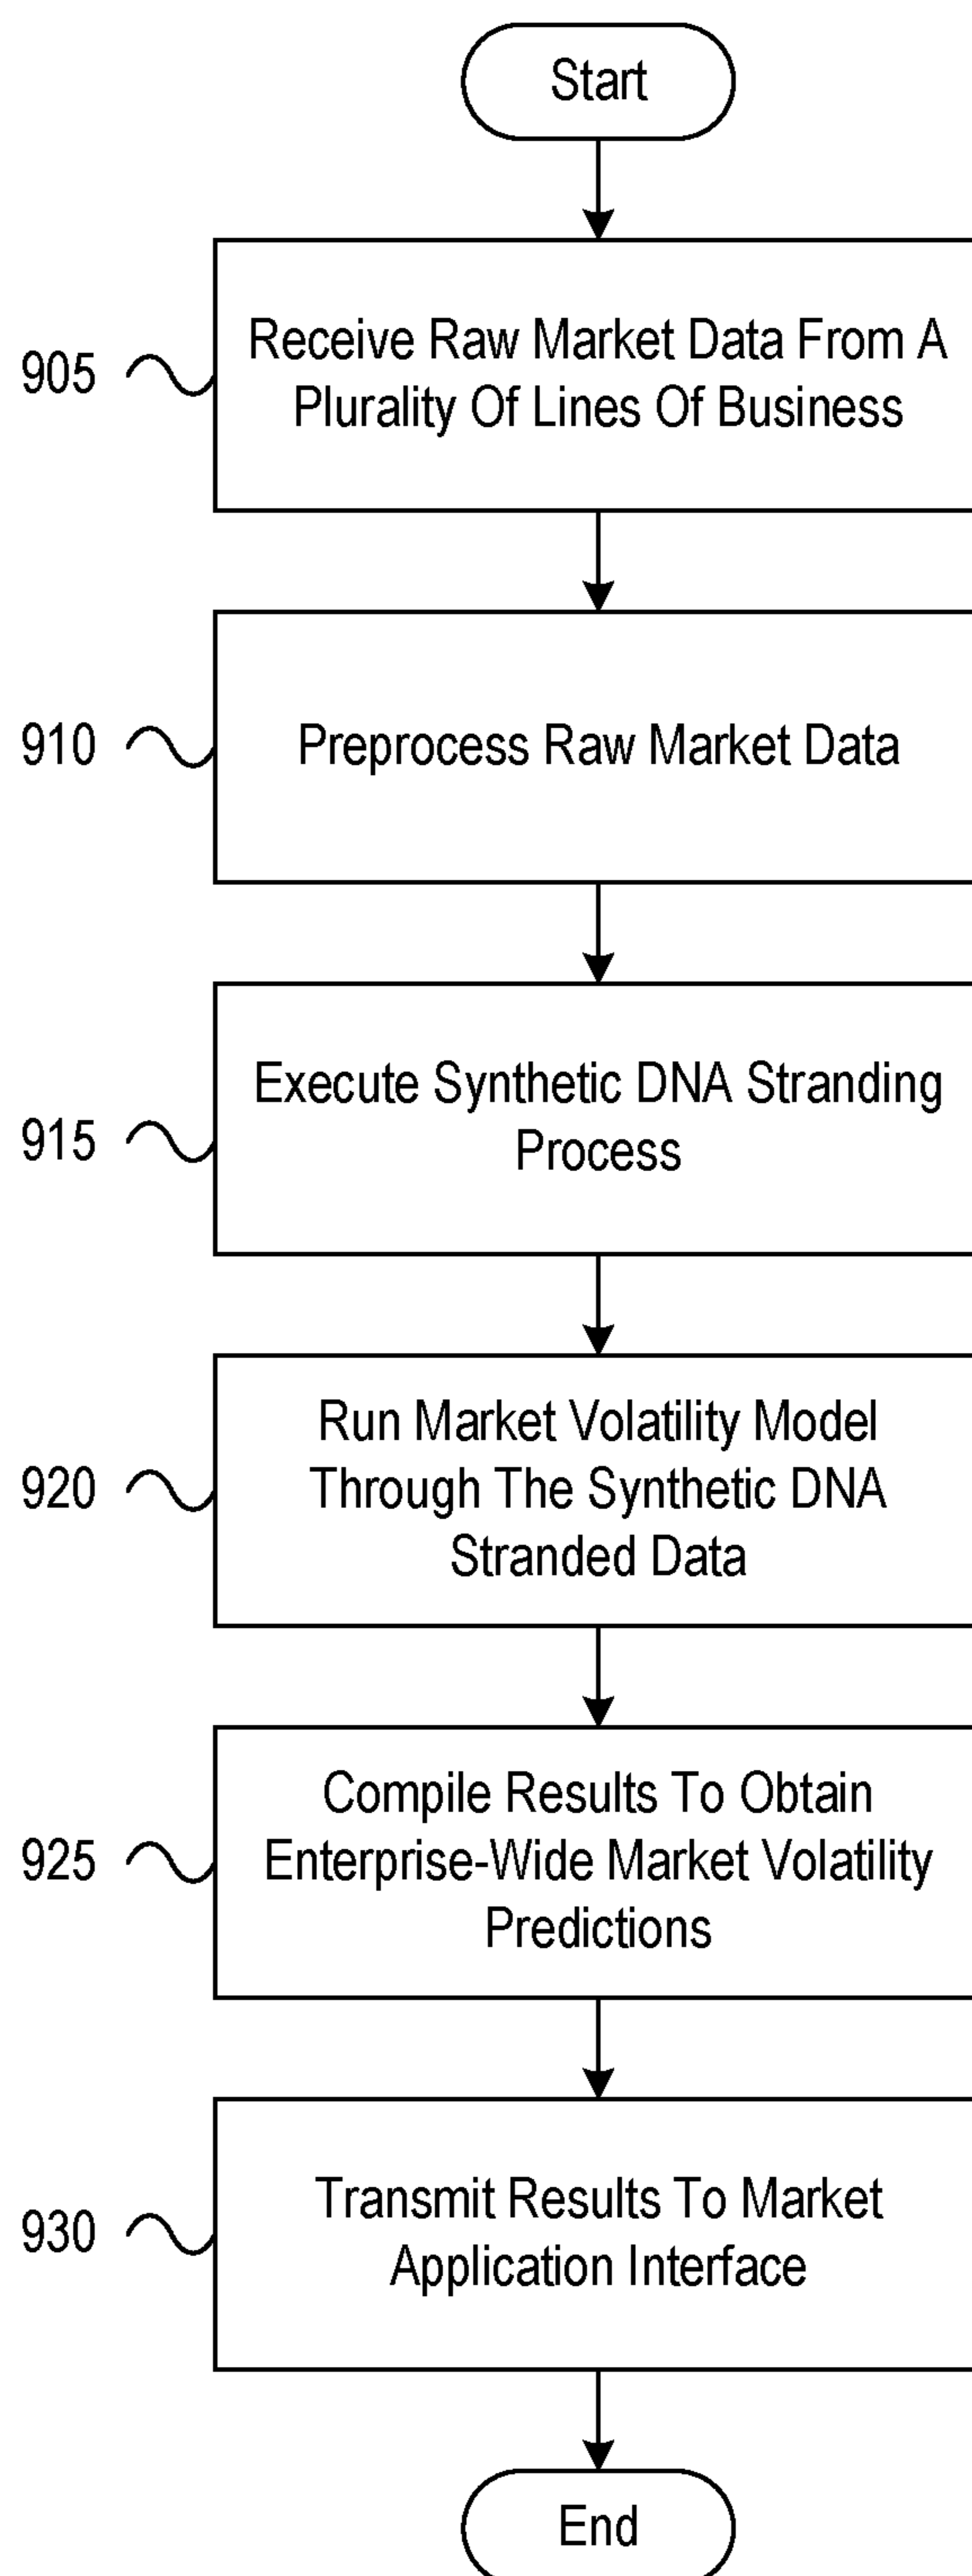 Start
905
Receive Raw Market Data From A
Plurality Of Lines Of Business
910
Preprocess Raw Market Data
915
Execute Synthetic DNA Stranding
Process
920
Run Market Volatility Model
Through The Synthetic DNA
Stranded Data
925
Compile Results To Obtain
Enterprise-Wide Market Volatility
Predictions
930
Transmit Results To Market
Application Interface
End